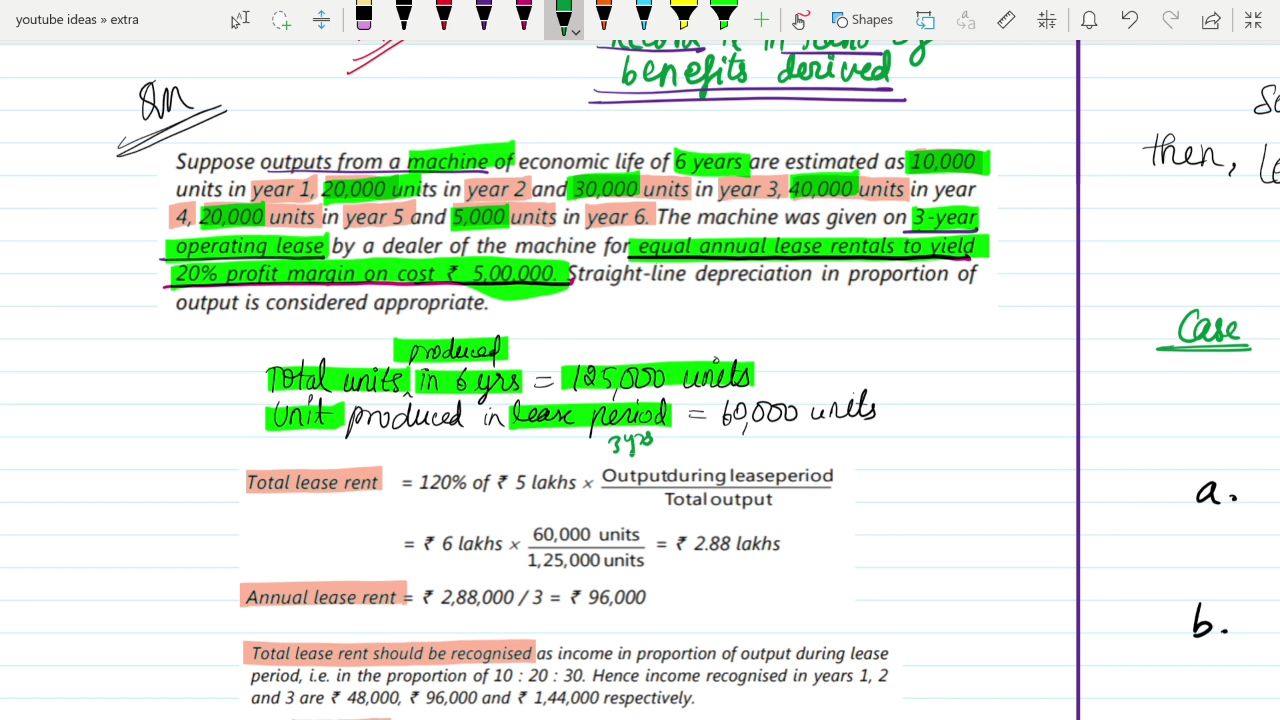 youtube ideas » extra
Shapes
benefits derived
Suppose outputs from a machine of economic life of 6 years are estimated as 10,000
units in year 1, 20,000 units in year 2 and 30,000 units in year 3, 40,000 units in year
4, 20,000 units in year 5 and 5,000 units in year 6. The machine was given on 3-year
operating lease by a dealer of the machine for equal annual lease rentals to yield
20% profit margin on cost ₹ 5,00,000. Straight-line depreciation in proportion of
output is considered appropriate.
then,
Case
produced
Total units in 6 yrs = 125,000 units
Unit produced in lease period = 60,000 units
3 yrs
Total lease rent = 120% of ₹ 5 lakhs × Outputduring leaseperiod
Total output
= ₹ 6 lakhs × 60,000 units = ₹ 2.88 lakhs
1,25,000 units
Annual lease rent = ₹ 2,88,000 / 3 = ₹ 96,000
a.
b.
Total lease rent should be recognised as income in proportion of output during lease
period, i.e. in the proportion of 10 : 20 : 30. Hence income recognised in years 1, 2
and 3 are ₹ 48,000, ₹ 96,000 and ₹ 1,44,000 respectively.